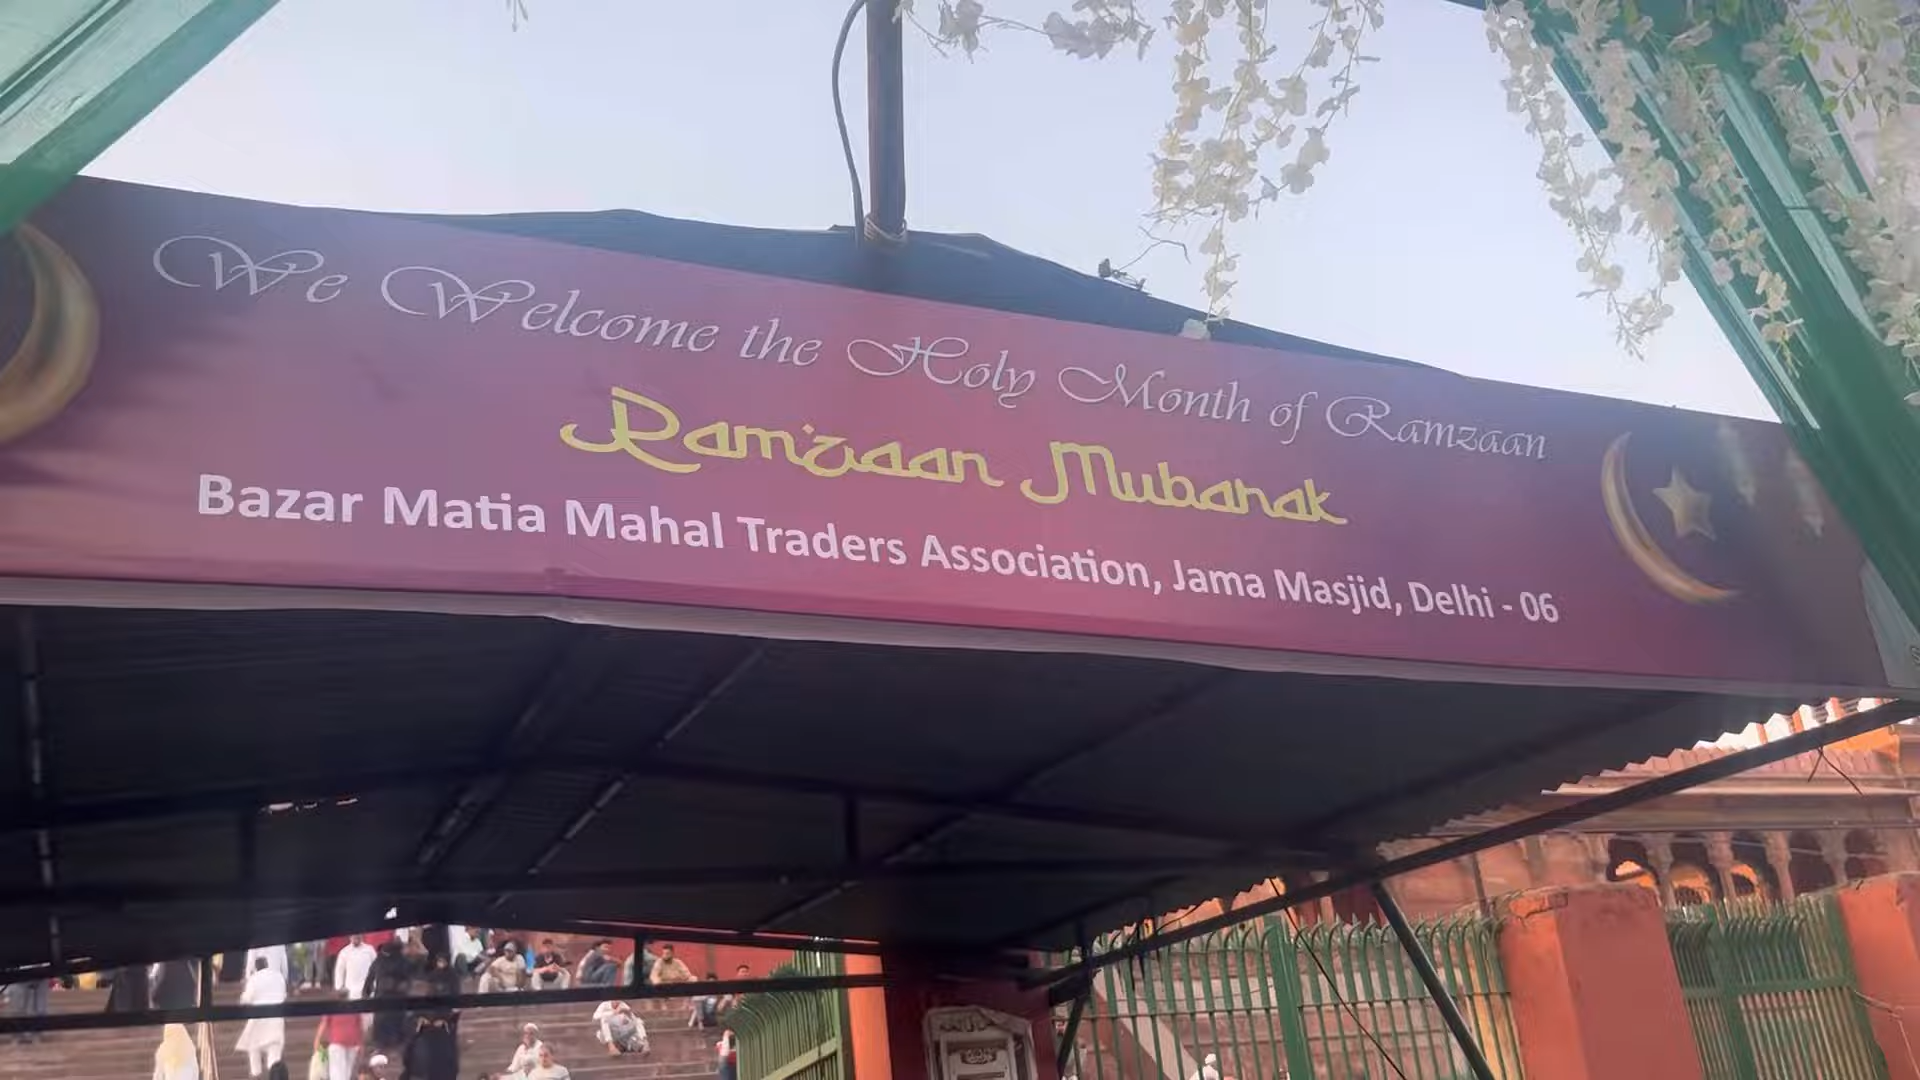 We Welcome the Holy Month of Ramzaan
Ramzaan Mubarak
Bazar Matia Mahal Traders Association, Jama Masjid, Delhi - 06